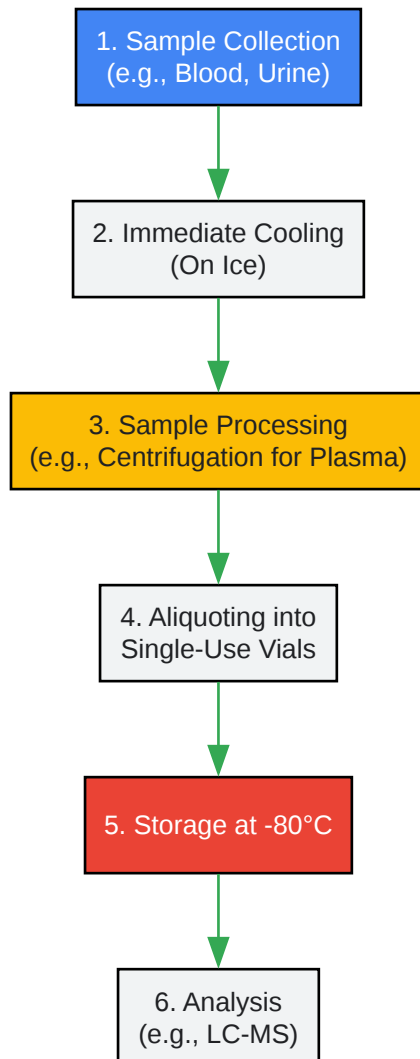 1. Sample Collection
(e.g., Blood, Urine)
2. Immediate Cooling
(On Ice)
3. Sample Processing
(e.g., Centrifugation for Plasma)
4. Aliquoting into
Single-Use Vials
5. Storage at -80°C
6. Analysis
(e.g., LC-MS)